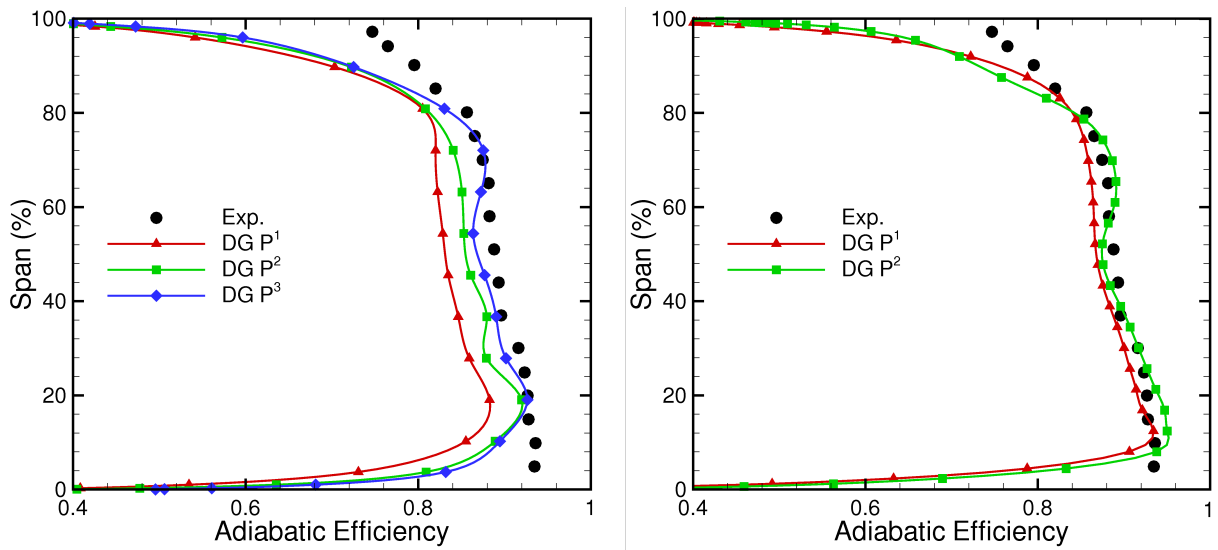 100
80
60
40
20
0
Span (%)
Exp.
DG P1
DG P2
DG P3
0.4
0.6
0.8
1
Adiabatic Efficiency
100
80
60
40
20
0
Span (%)
Exp.
DG P1
DG P2
0.4
0.6
0.8
1
Adiabatic Efficiency